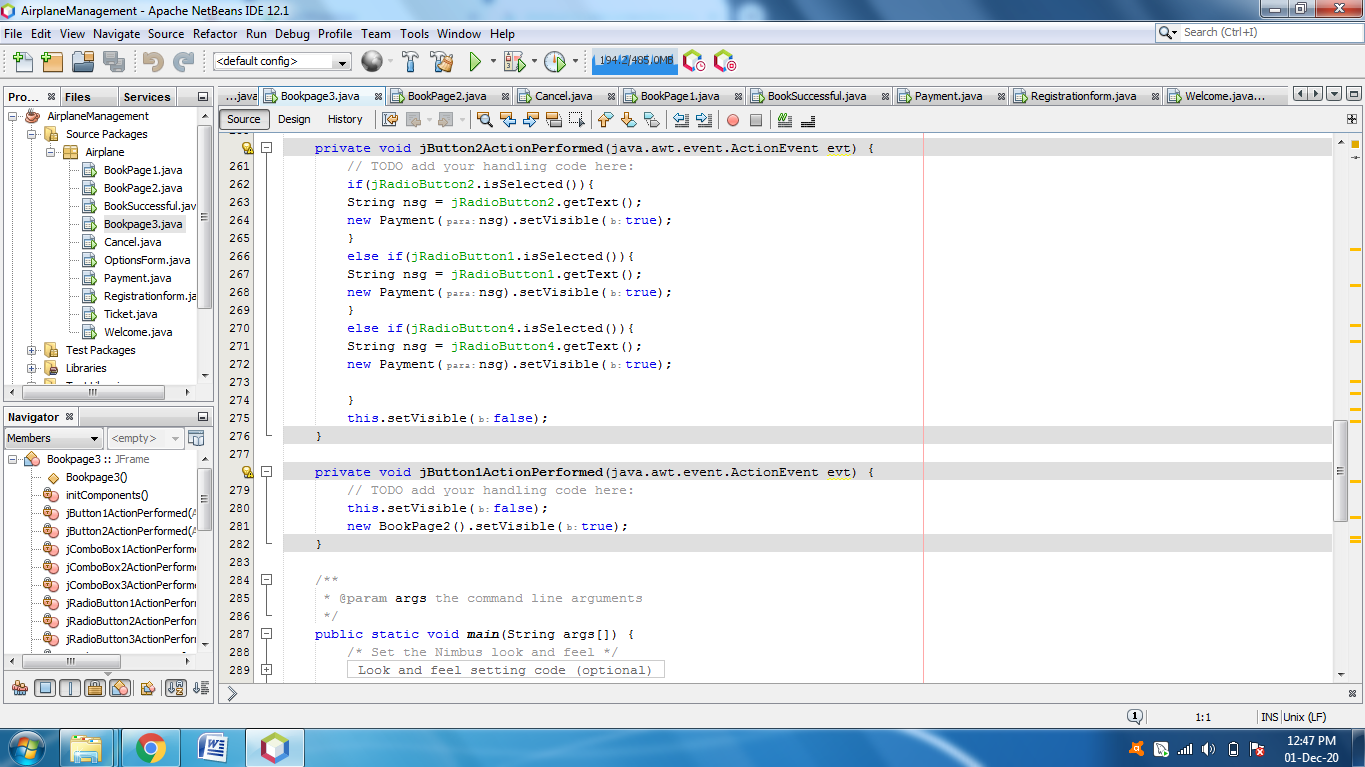 AirplaneManagement - Apache NetBeans IDE 12.1
File Edit View Navigate Source Refactor Run Debug Profile Team Tools Window Help
Search (Ctrl+I)
<default config>
194.2/485.0MB
Pro... Files Services
...java Bookpage3.java BookPage2.java Cancel.java BookPage1.java BookSuccessful.java Payment.java Registrationform.java Welcome.java...
Source Design History
AirplaneManagement
Source Packages
Airplane
BookPage1.java
BookPage2.java
BookSuccessful.jav
Bookpage3.java
Cancel.java
OptionsForm.java
Payment.java
Registrationform.ja
Ticket.java
Welcome.java
Test Packages
Libraries
Navigator
Members <empty>
Bookpage3 :: JFrame
Bookpage3()
initComponents()
jButton1ActionPerformed(A
jButton2ActionPerformed(A
jComboBox1ActionPerforme
jComboBox2ActionPerforme
jComboBox3ActionPerforme
jRadioButton1ActionPerfor
jRadioButton2ActionPerfor
jRadioButton3ActionPerfor
private void jButton2ActionPerformed(java.awt.event.ActionEvent evt) {
261 // TODO add your handling code here:
262 if(jRadioButton2.isSelected()){
263 String nsg = jRadioButton2.getText();
264 new Payment( para: nsg).setVisible( b: true);
265 }
266 else if(jRadioButton1.isSelected()){
267 String nsg = jRadioButton1.getText();
268 new Payment( para: nsg).setVisible( b: true);
269 }
270 else if(jRadioButton4.isSelected()){
271 String nsg = jRadioButton4.getText();
272 new Payment( para: nsg).setVisible( b: true);
273
274 }
275 this.setVisible( b: false);
276 }
277
private void jButton1ActionPerformed(java.awt.event.ActionEvent evt) {
279 // TODO add your handling code here:
280 this.setVisible( b: false);
281 new BookPage2().setVisible( b: true);
282 }
283
284 /**
285 * @param args the command line arguments
286 */
287 public static void main(String args[]) {
288 /* Set the Nimbus look and feel */
289 Look and feel setting code (optional)
1 1:1 INS Unix (LF)
12:47 PM
01-Dec-20